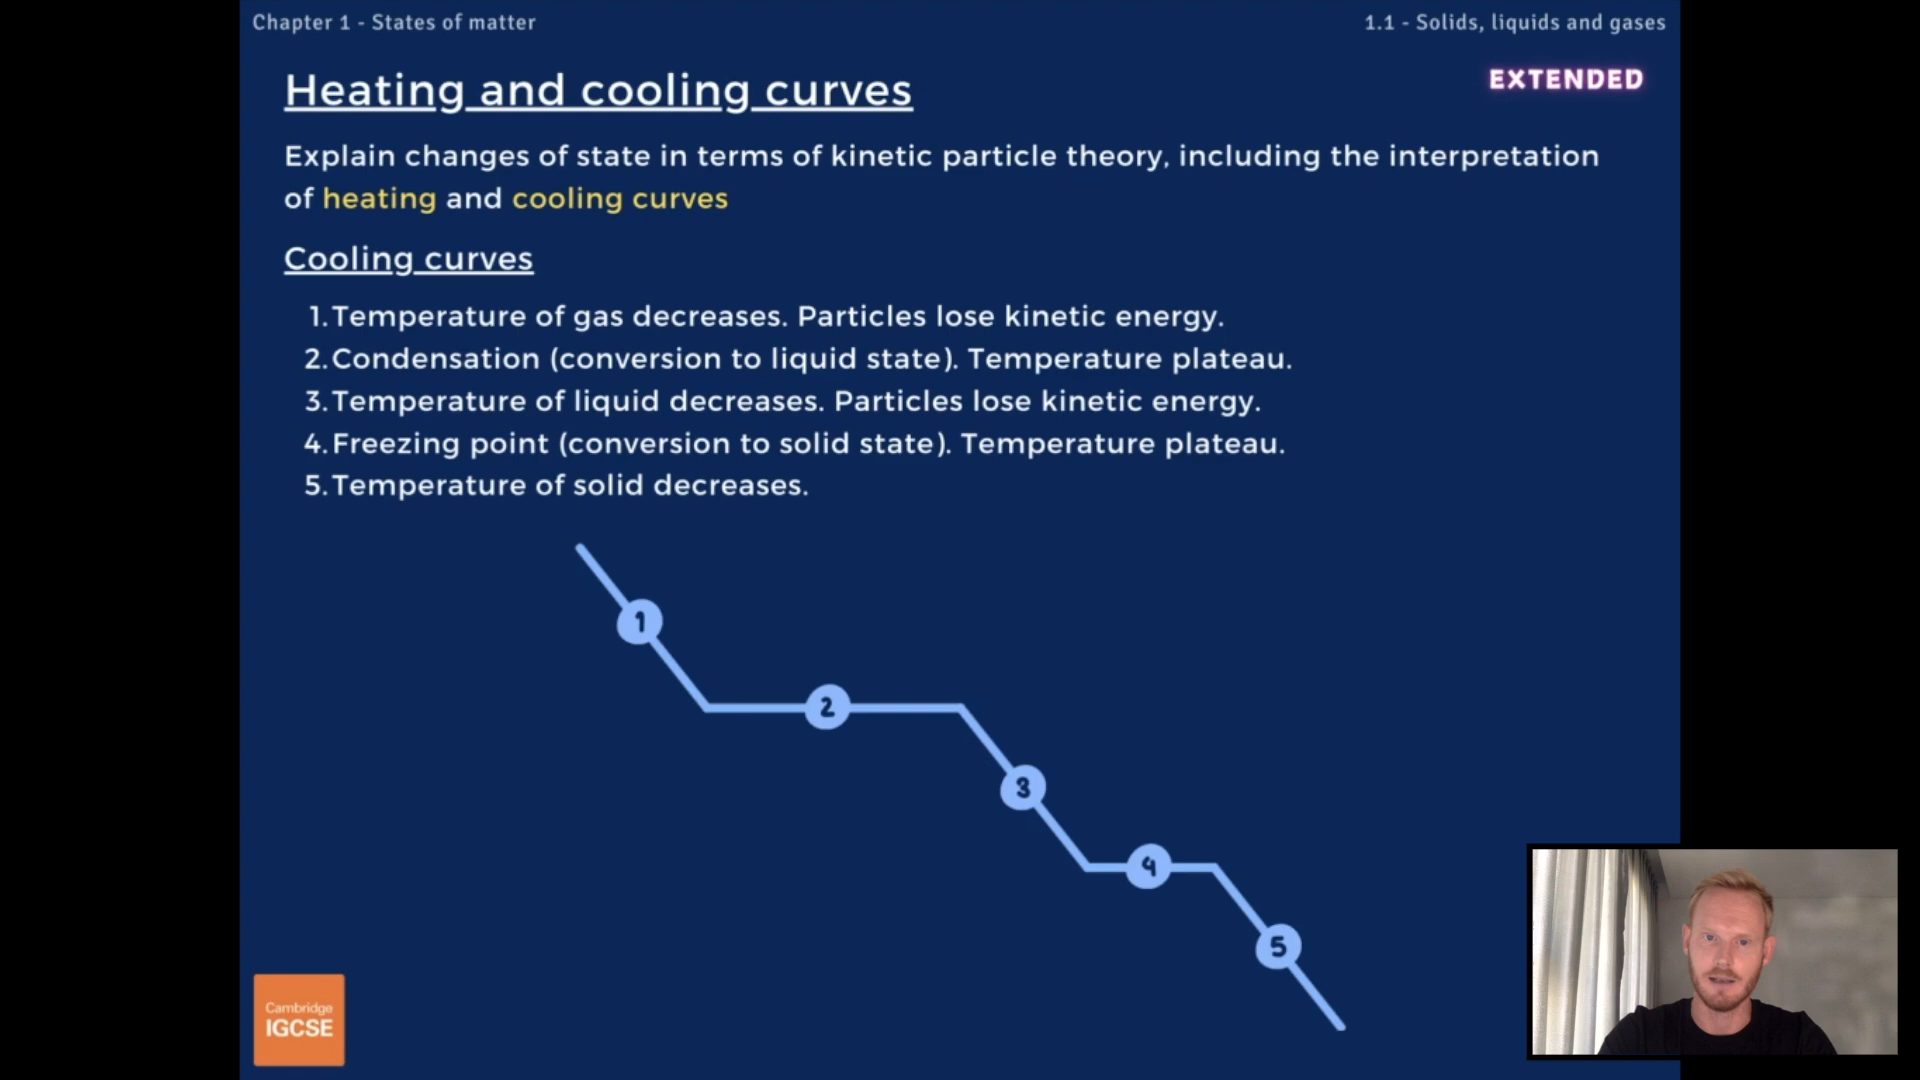 Chapter 1 - States of matter
1.1 - Solids, liquids and gases
Heating and cooling curves
EXTENDED
Explain changes of state in terms of kinetic particle theory, including the interpretation
of heating and cooling curves
Cooling curves
1. Temperature of gas decreases. Particles lose kinetic energy.
2. Condensation (conversion to liquid state). Temperature plateau.
3. Temperature of liquid decreases. Particles lose kinetic energy.
4. Freezing point (conversion to solid state). Temperature plateau.
5. Temperature of solid decreases.
1
2
3
4
5
Cambridge
IGCSE